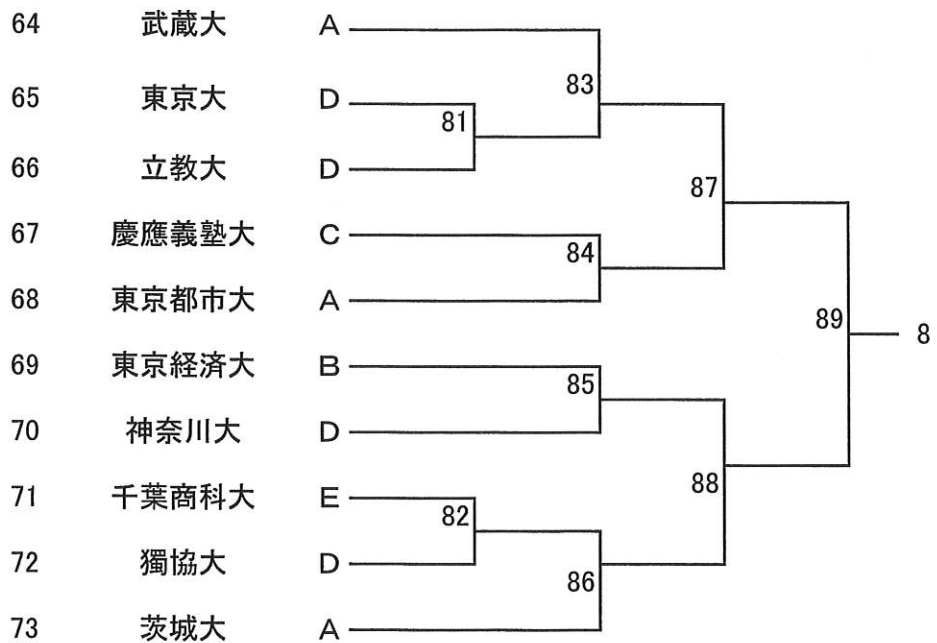 64 武蔵大 A
83
65 東京大 D
81
66 立教大 D
87
67 慶應義塾大 C
84
68 東京都市大 A
89 8
69 東京経済大 B
85
70 神奈川大 D
88
71 千葉商科大 E
82
72 獨協大 D
86
73 茨城大 A